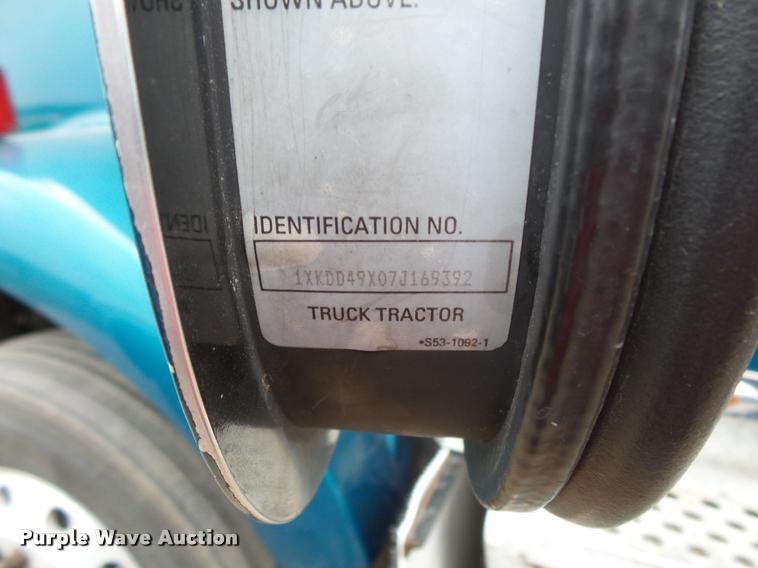 SHOWN ABOVE.
IDENTIFICATION NO.
1XKDD49X07J169392
TRUCK TRACTOR
•S53-1092-1
Purple Wave Auction